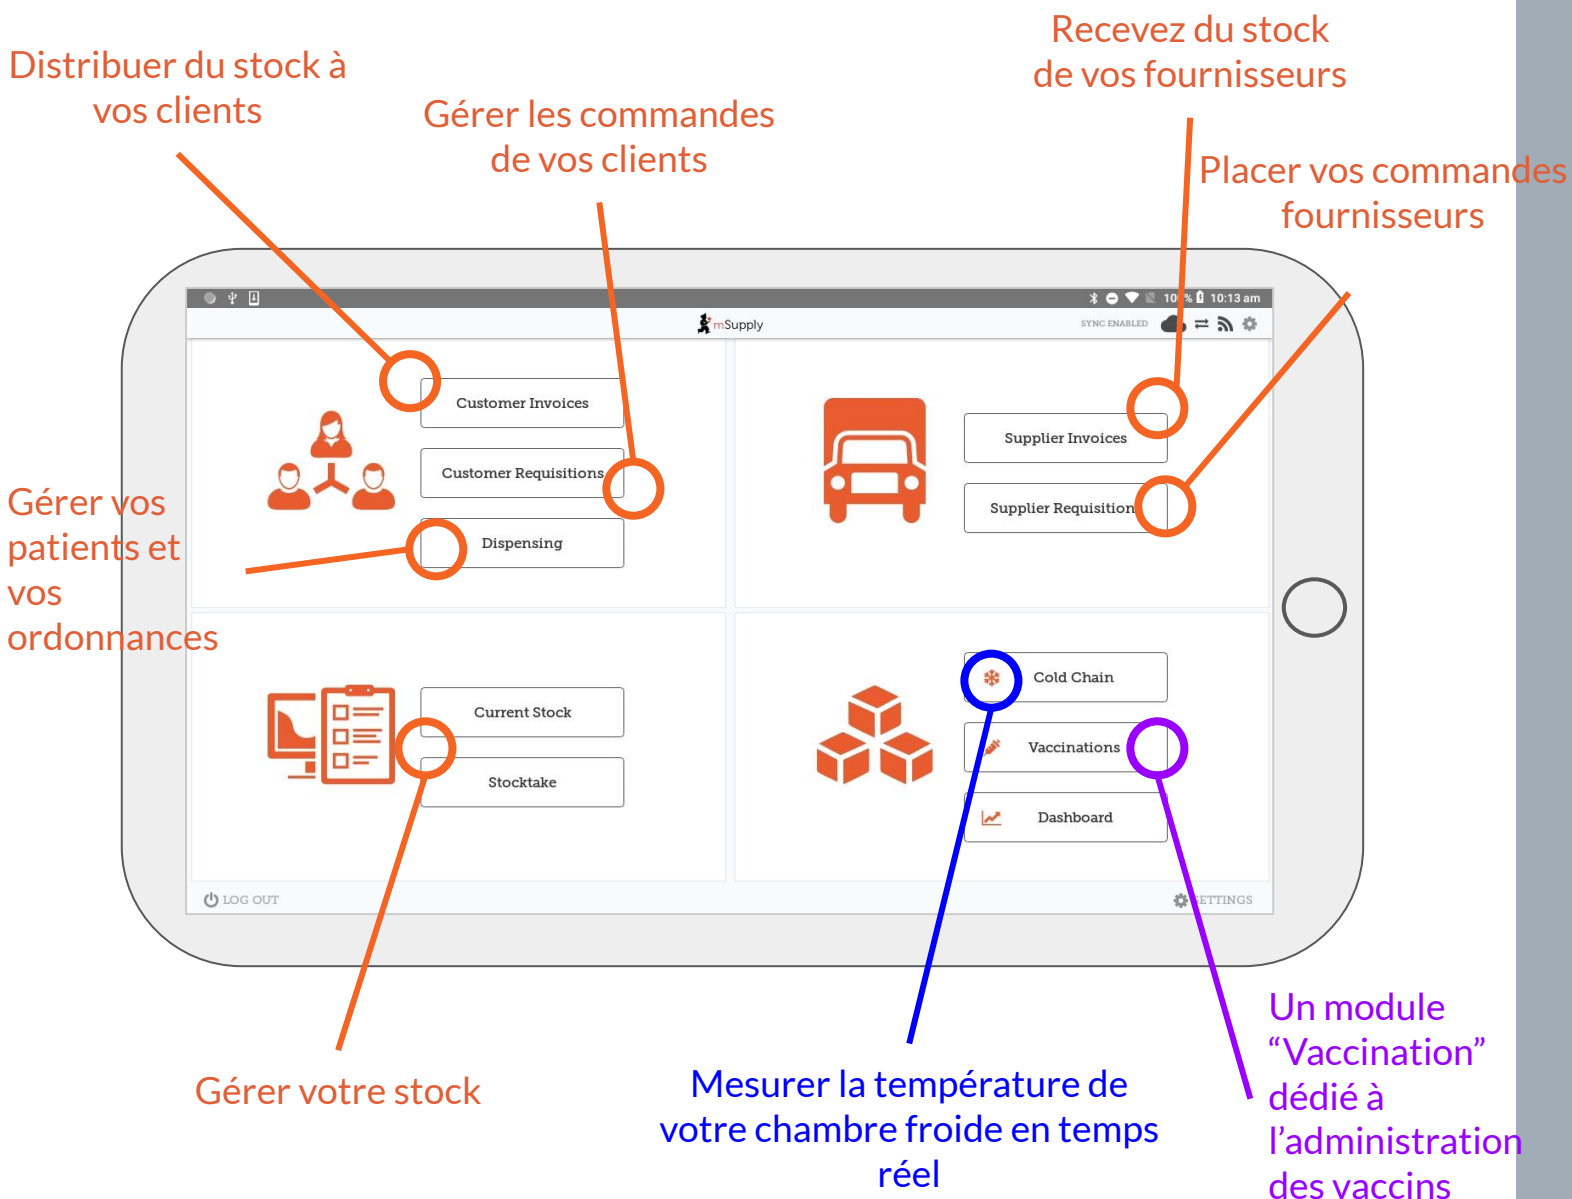 Recevez du stock
de vos fournisseurs
Distribuer du stock à
vos clients
Gérer les commandes
de vos clients
Placer vos commandes
fournisseurs
10:13 am
mSupply
SYNC ENABLED
Customer Invoices
Customer Requisitions
Dispensing
Supplier Invoices
Supplier Requisition
Gérer vos
patients et
vos
ordonnances
Current Stock
Stocktake
Cold Chain
Vaccinations
Dashboard
LOG OUT
SETTINGS
Gérer votre stock
Mesurer la température de
votre chambre froide en temps
réel
Un module
“Vaccination”
dédié à
l’administration
des vaccins